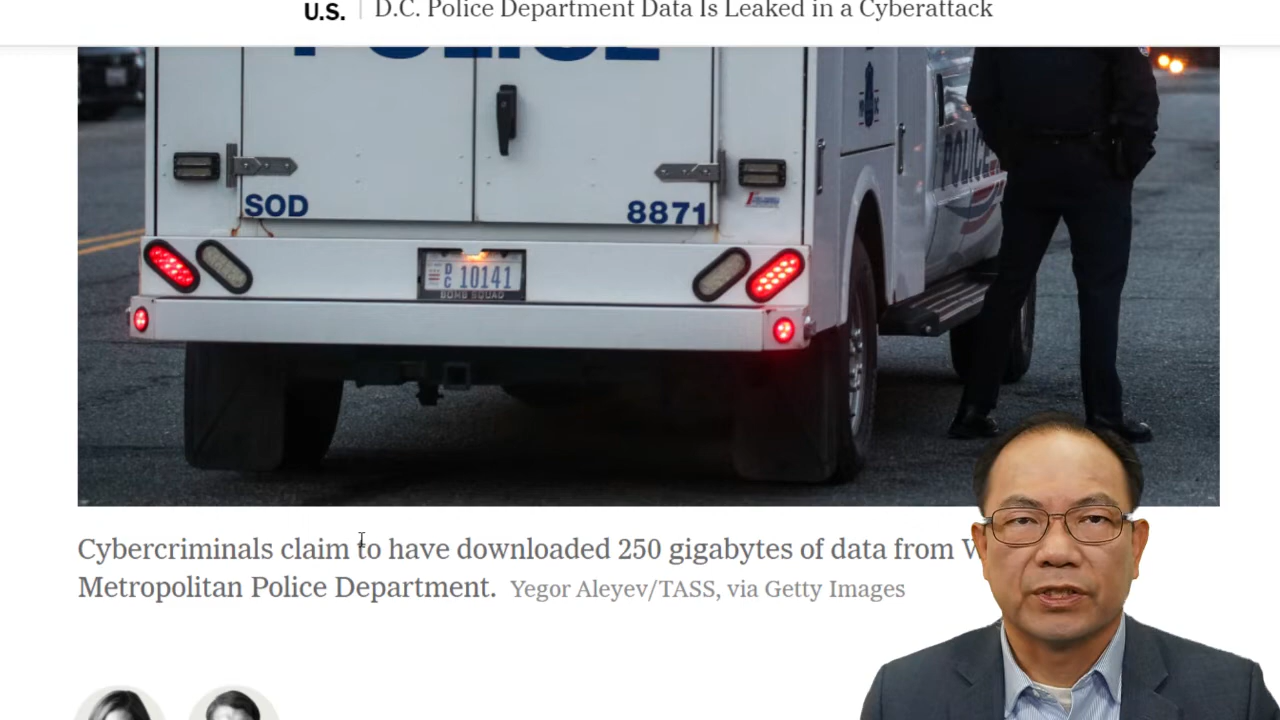 U.S. D.C. Police Department Data Is Leaked in a Cyberattack
POLICE
POLICE
SOD
8871
DC 10141
BOMB SQUAD
Cybercriminals claim to have downloaded 250 gigabytes of data from
Metropolitan Police Department. Yegor Aleyev/TASS, via Getty Images